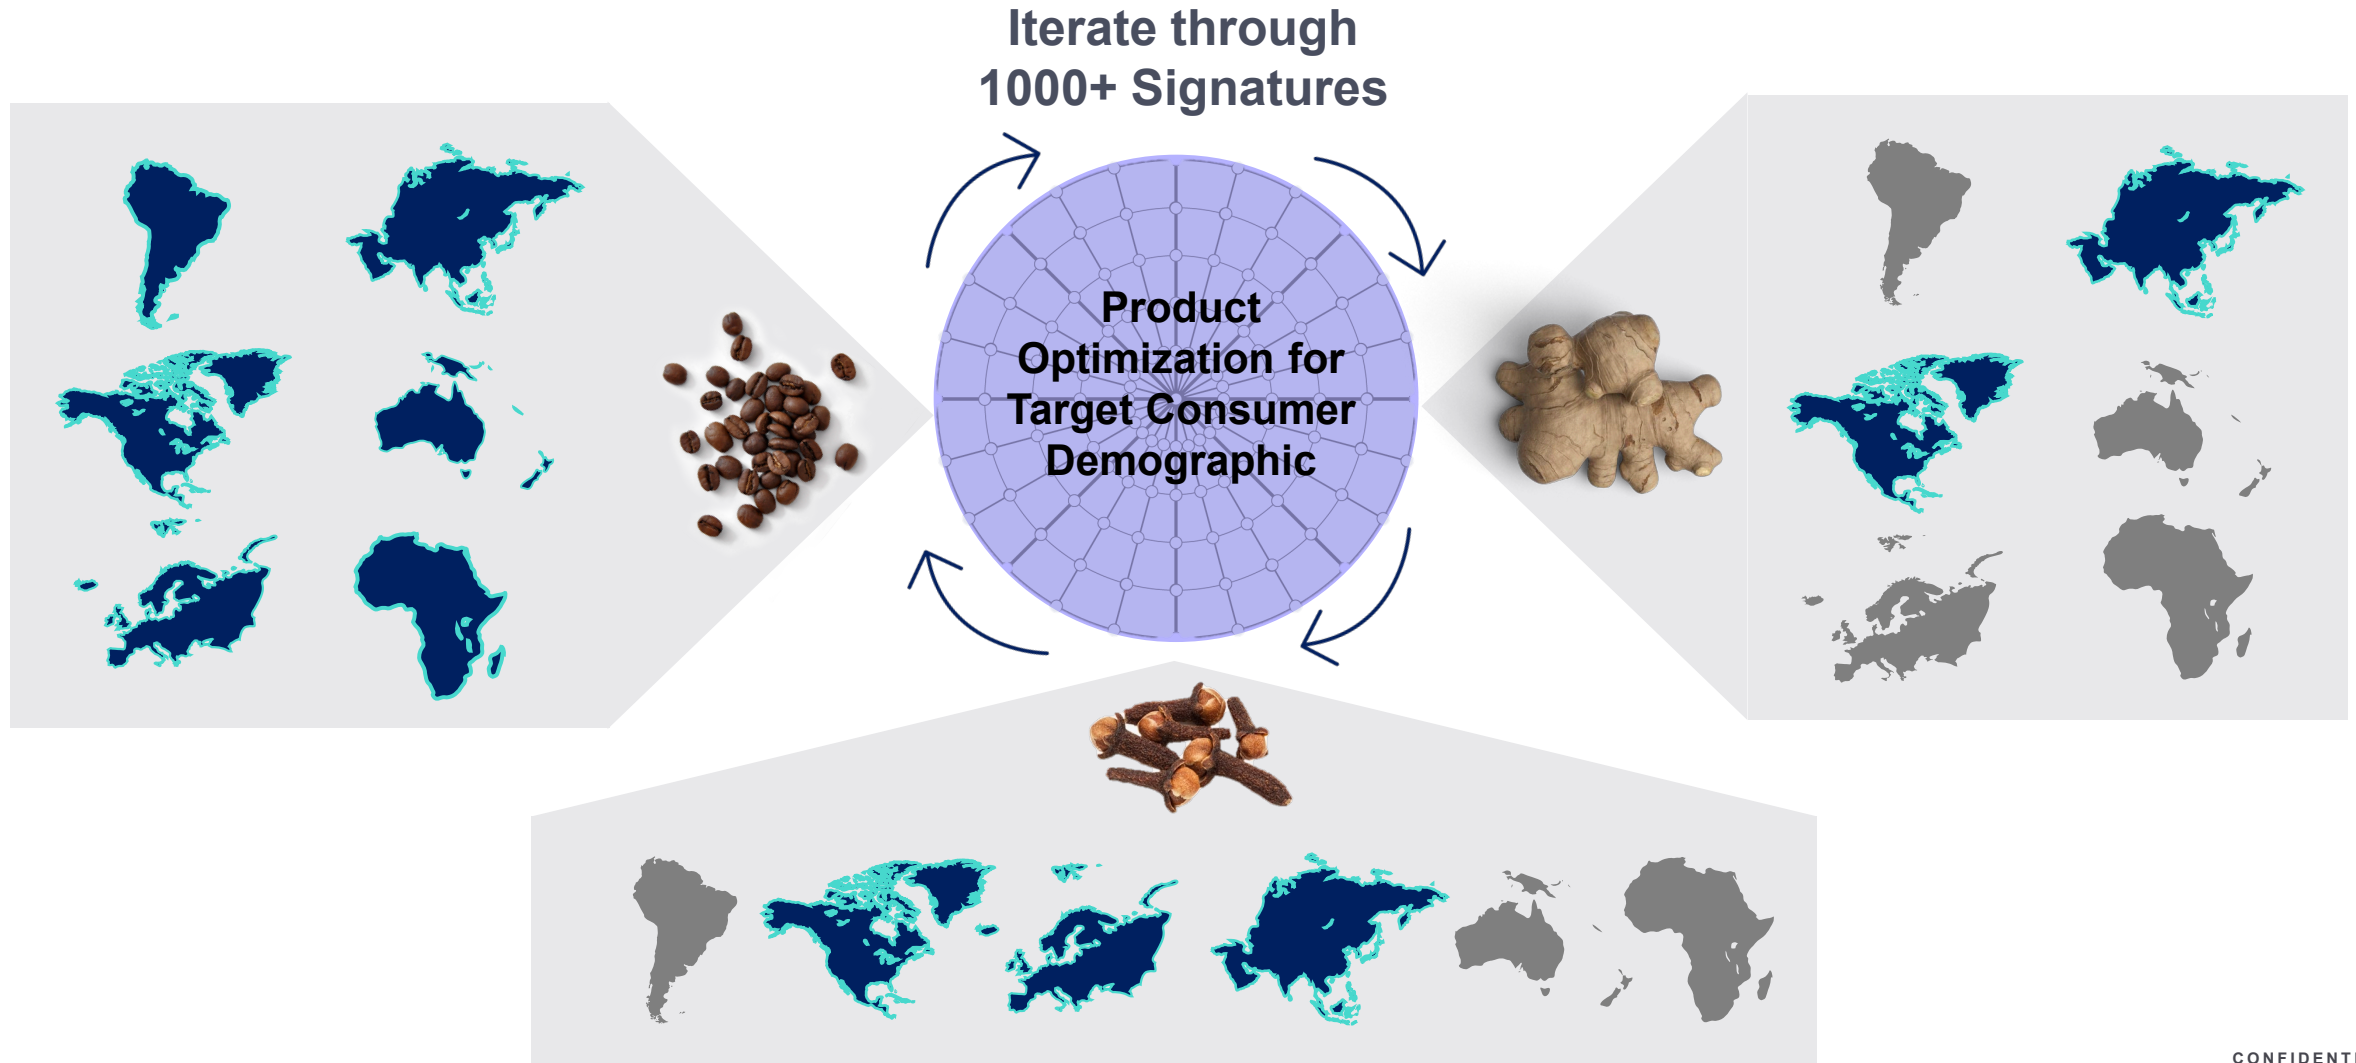 Iterate through
1000+ Signatures
Product
Optimization for
Target Consumer
Demographic